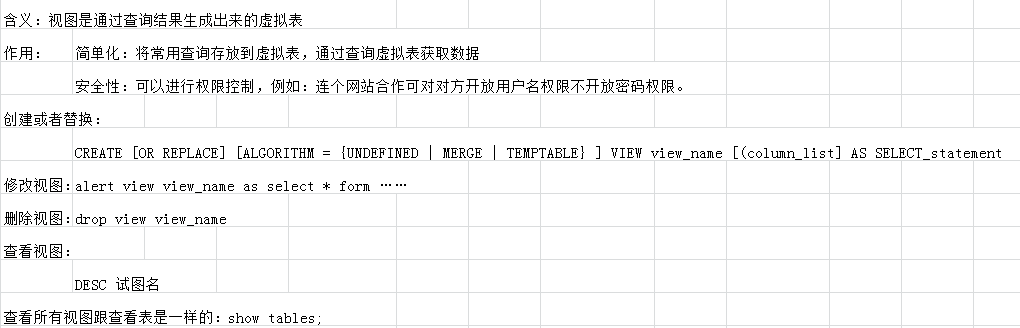 含义：视图是通过查询结果生成出来的虚拟表
作用： 简单化：将常用查询存放到虚拟表，通过查询虚拟表获取数据
安全性：可以进行权限控制，例如：连个网站合作可对对方开放用户名权限不开放密码权限。
创建或者替换：
CREATE [OR REPLACE] [ALGORITHM = {UNDEFINED | MERGE | TEMPTABLE} ] VIEW view_name [(column_list] AS SELECT_statement
修改视图：alert view view_name as select * form ……
删除视图：drop view view_name
查看视图：
DESC 试图名
查看所有视图跟查看表是一样的：show tables;